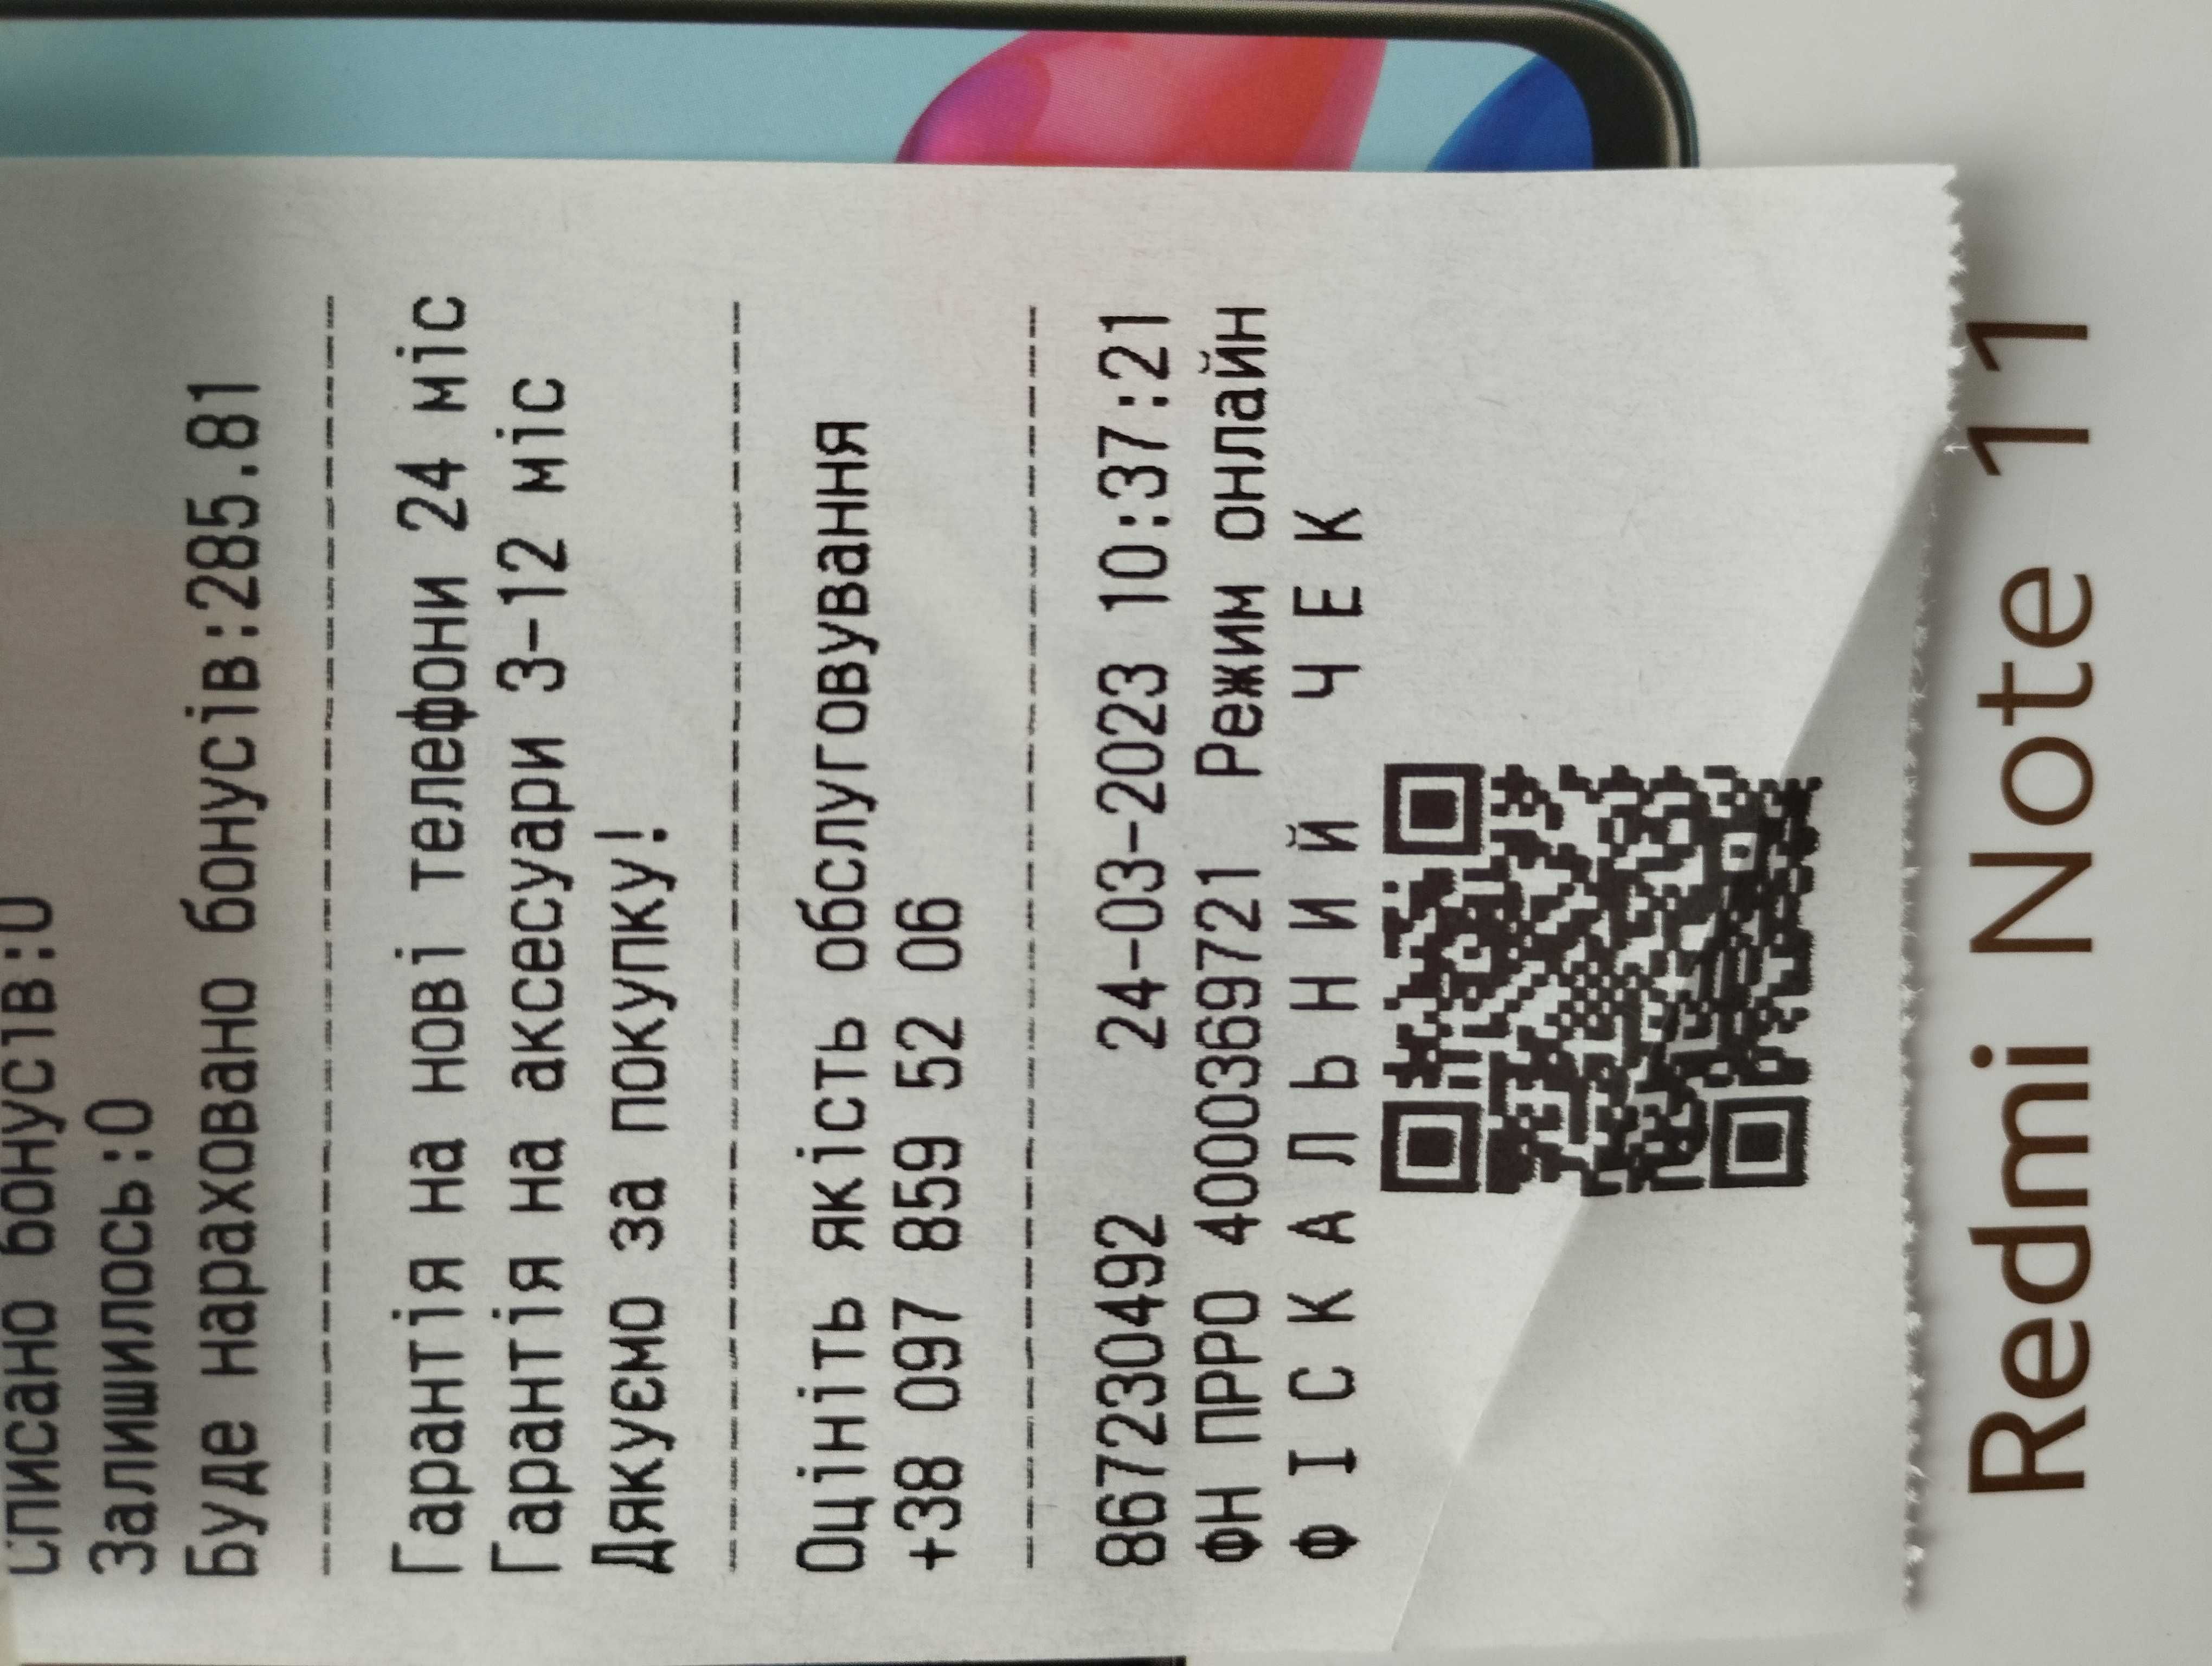 Списано бонусів:0
Залишилось:0
Буде нараховано бонусів:285.81
Гарантія на нові телефони 24 міс
Гарантія на аксесуари 3-12 міс
Дякуємо за покупку!
Оцініть якість обслуговування
+38 097 859 52 06
867230492 24-03-2023 10:37:21
ФН ПРРО 4000369721 Режим онлайн
Ф І С К А Л Ь Н И Й Ч Е К
Redmi Note 11